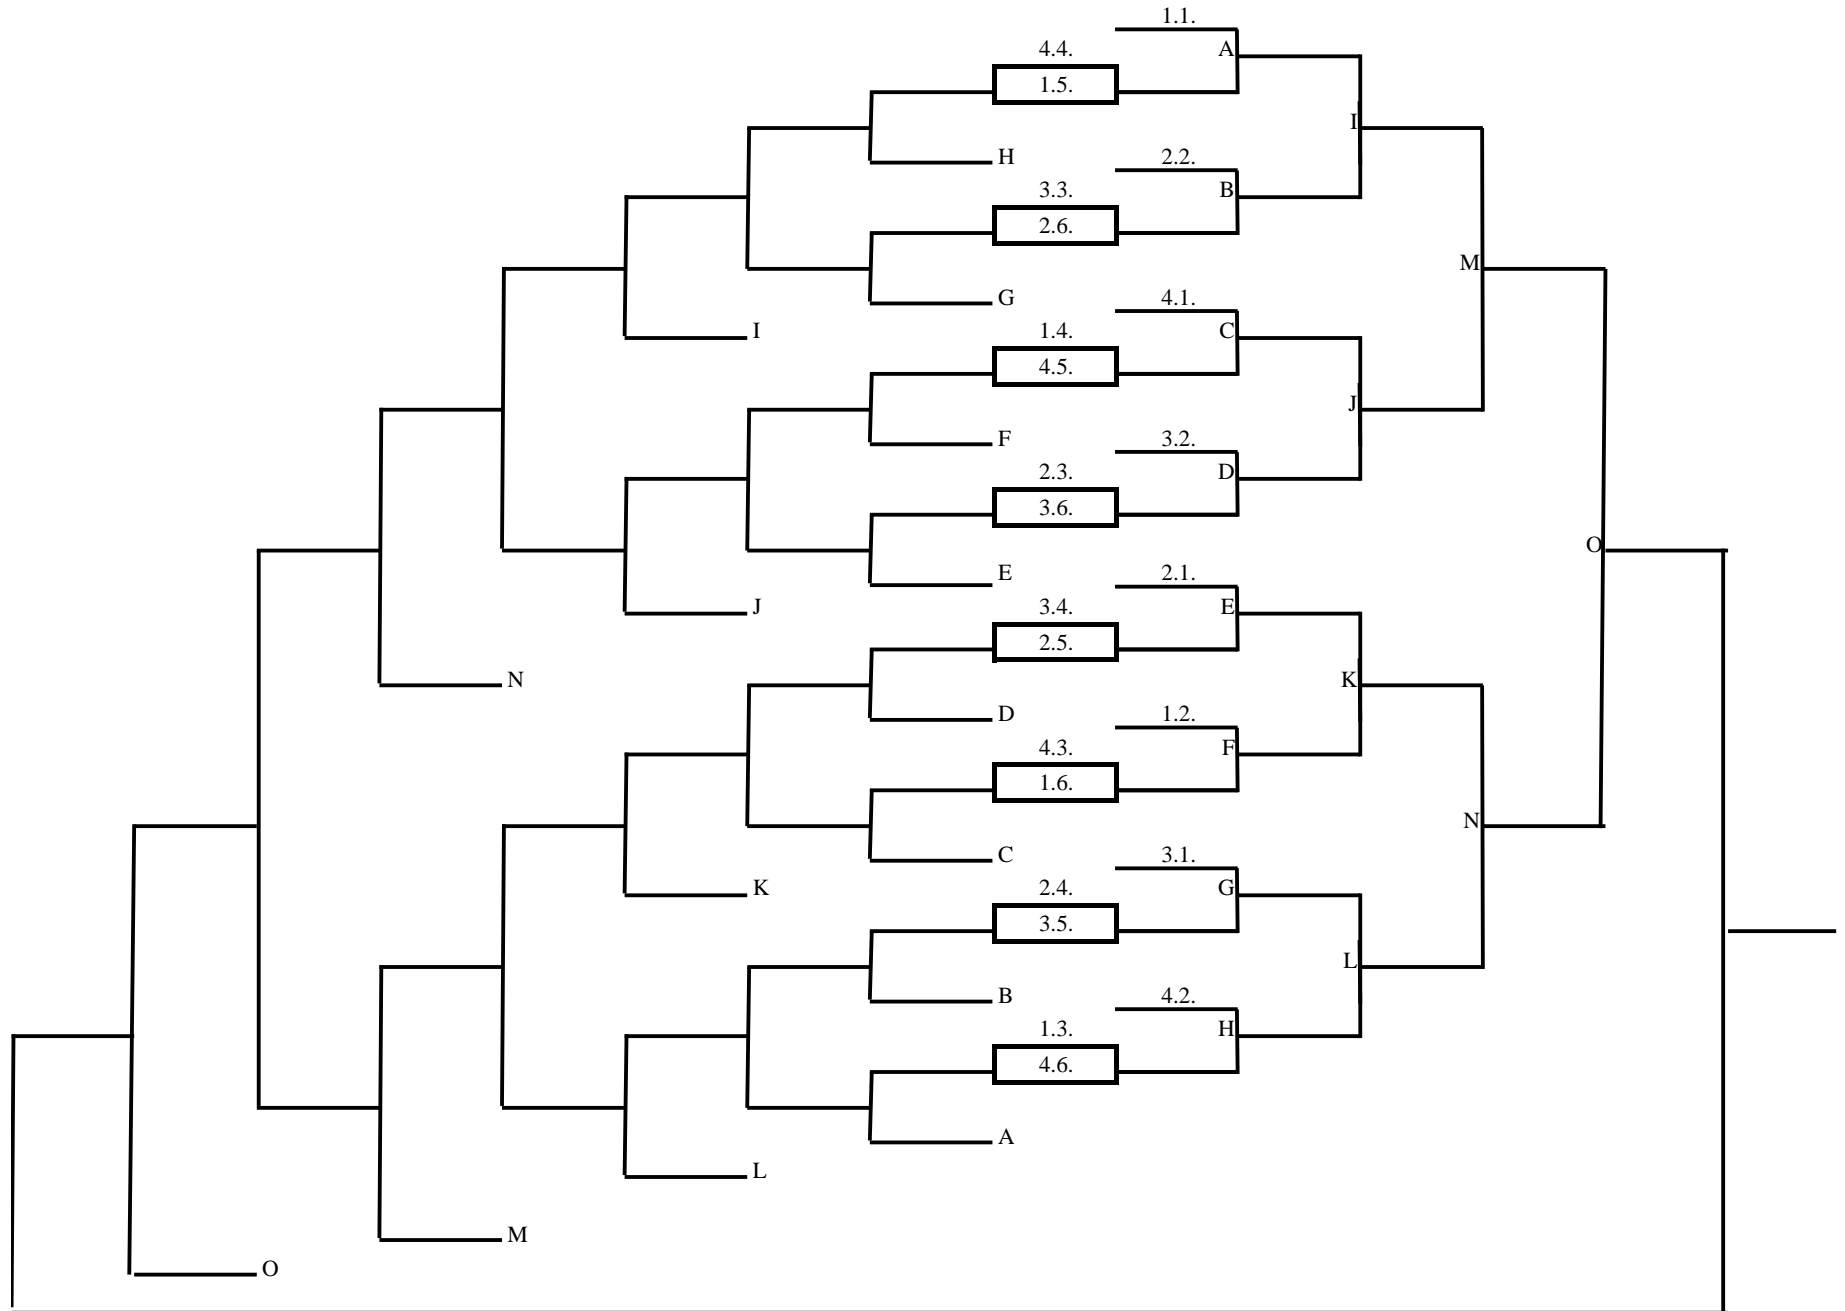 1.1.
4.4.
A
1.5.
I
H
2.2.
3.3.
B
2.6.
M
G
4.1.
1.4.
C
I
4.5.
J
F
3.2.
2.3.
D
3.6.
O
E
2.1.
3.4.
E
J
2.5.
N
K
D
1.2.
4.3.
F
1.6.
N
C
3.1.
K
2.4.
G
3.5.
L
B
4.2.
1.3.
H
4.6.
A
L
M
O